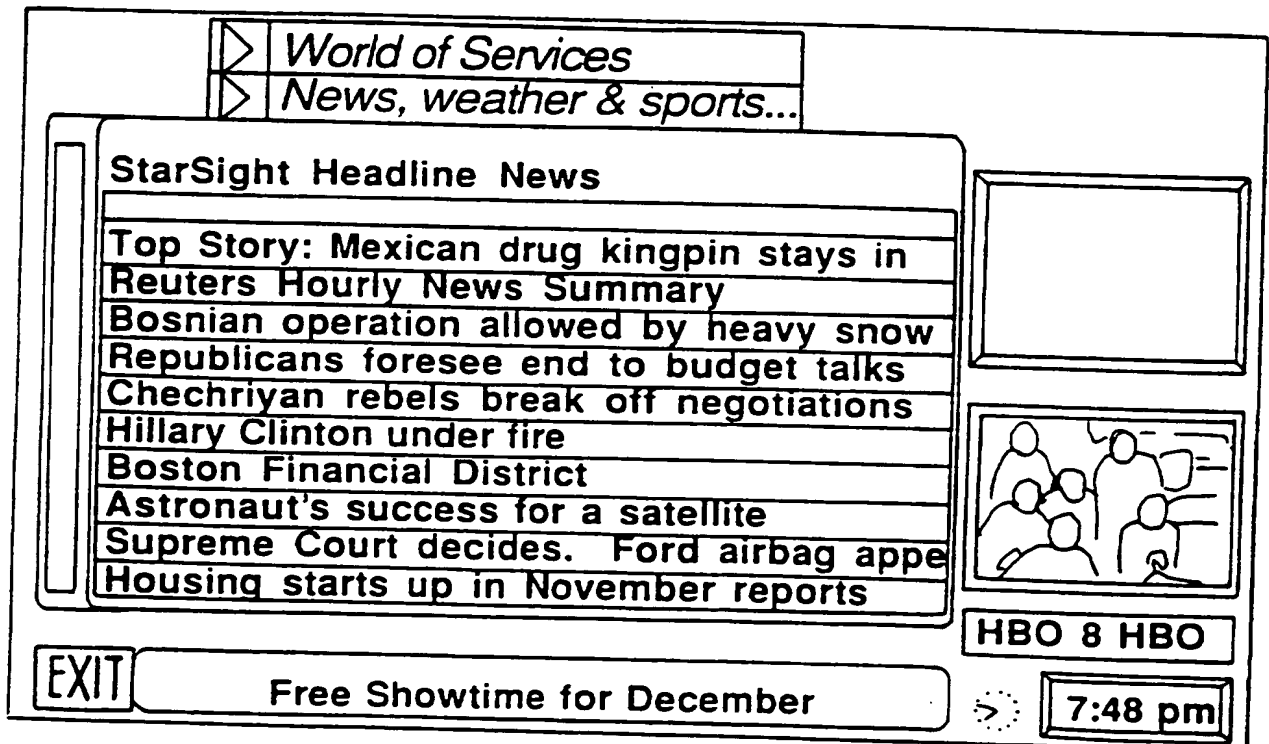 World of Services
News, weather & sports...
StarSight Headline News
Top Story: Mexican drug kingpin stays in
Reuters Hourly News Summary
Bosnian operation allowed by heavy snow
Republicans foresee end to budget talks
Chechriyan rebels break off negotiations
Hillary Clinton under fire
Boston Financial District
Astronaut's success for a satellite
Supreme Court decides. Ford airbag appe
Housing starts up in November reports
HBO 8 HBO
EXIT
Free Showtime for December
7:48 pm